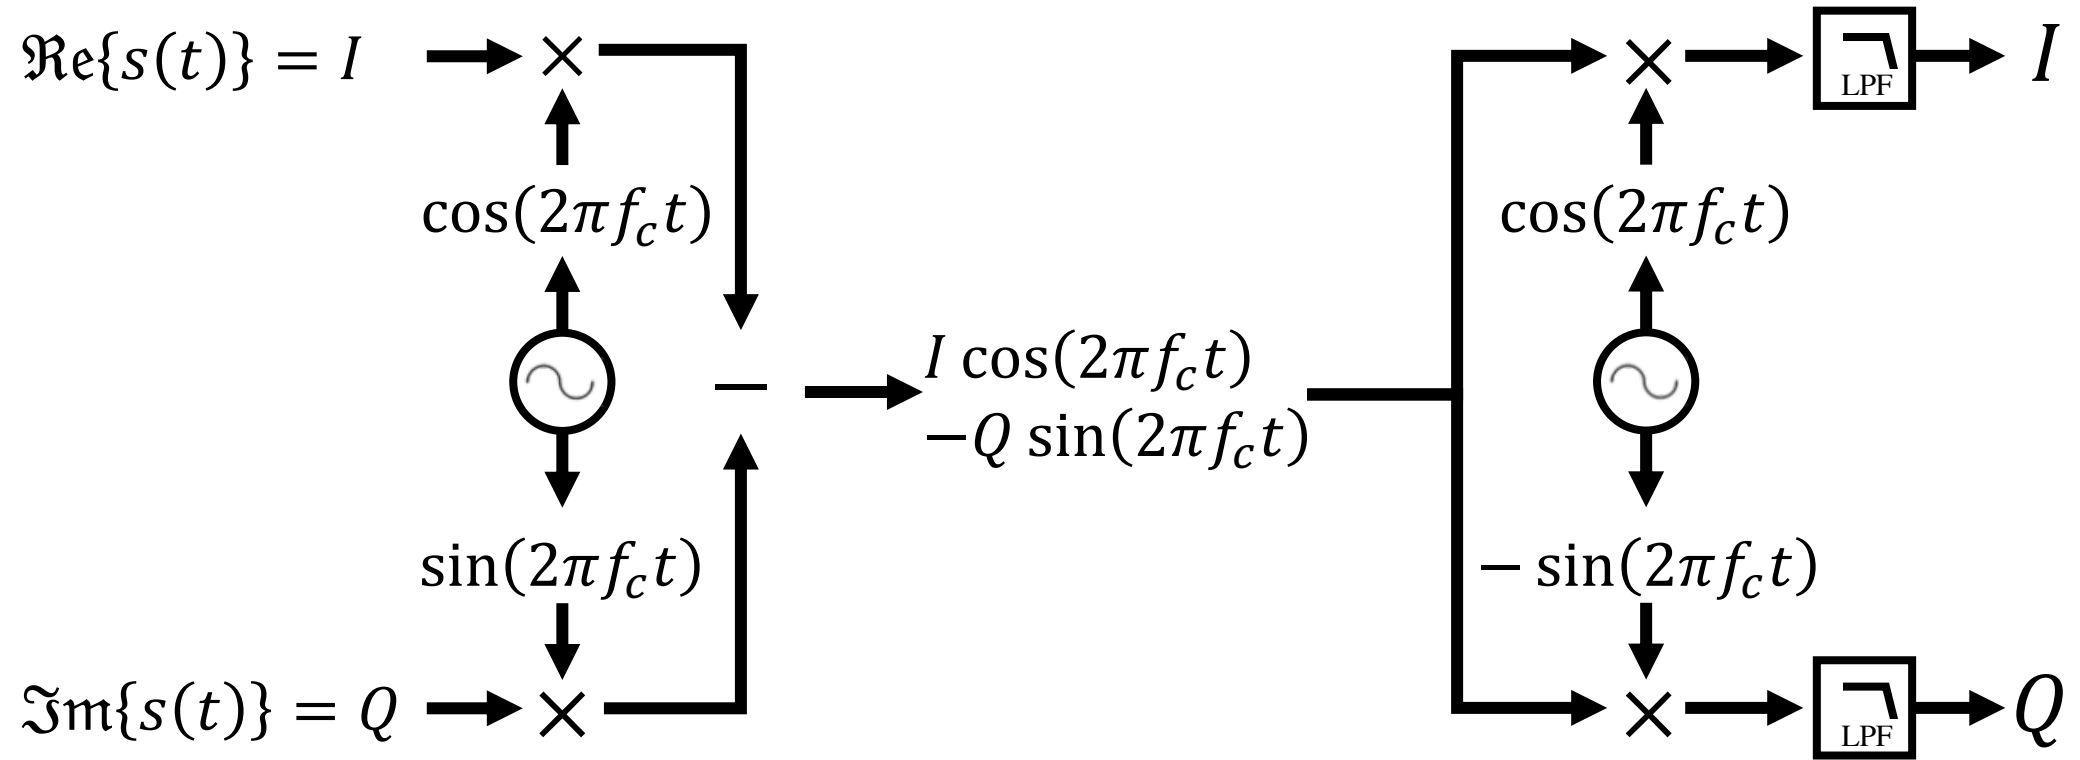 ℜe{s(t)} = I
×
cos(2πf_c t)
sin(2πf_c t)
ℑm{s(t)} = Q
×
−
I cos(2πf_c t)
−Q sin(2πf_c t)
×
LPF
I
cos(2πf_c t)
− sin(2πf_c t)
×
LPF
Q